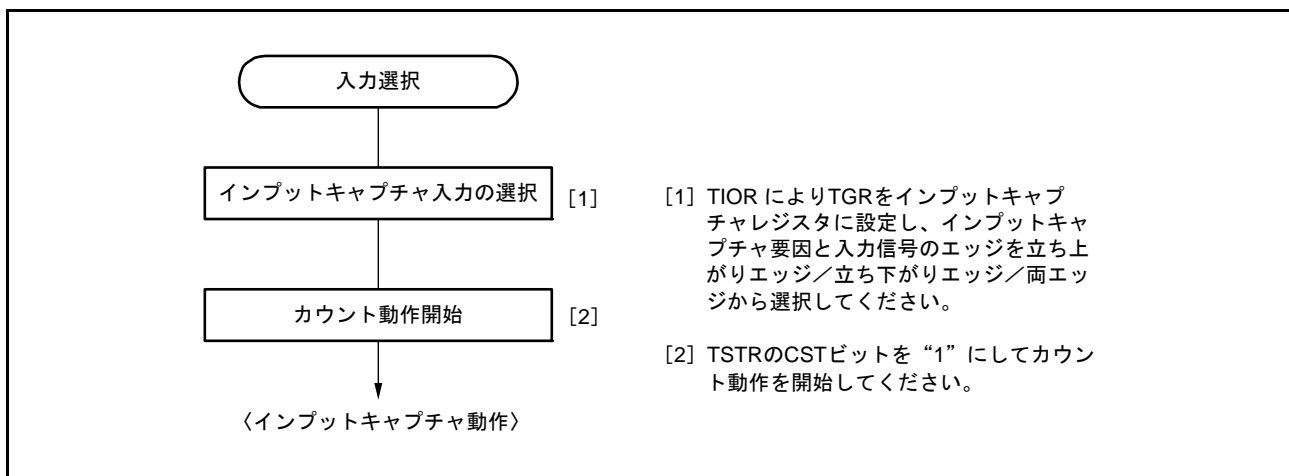 入力選択
インプットキャプチャ入力の選択 [1]
カウント動作開始 [2]
〈インプットキャプチャ動作〉
[1] TIOR によりTGRをインプットキャプ
チャレジスタに設定し、インプットキャ
プチャ要因と入力信号のエッジを立ち上
がりエッジ／立ち下がりエッジ／両エッ
ジから選択してください。
[2] TSTRのCSTビットを“1”にしてカウン
ト動作を開始してください。